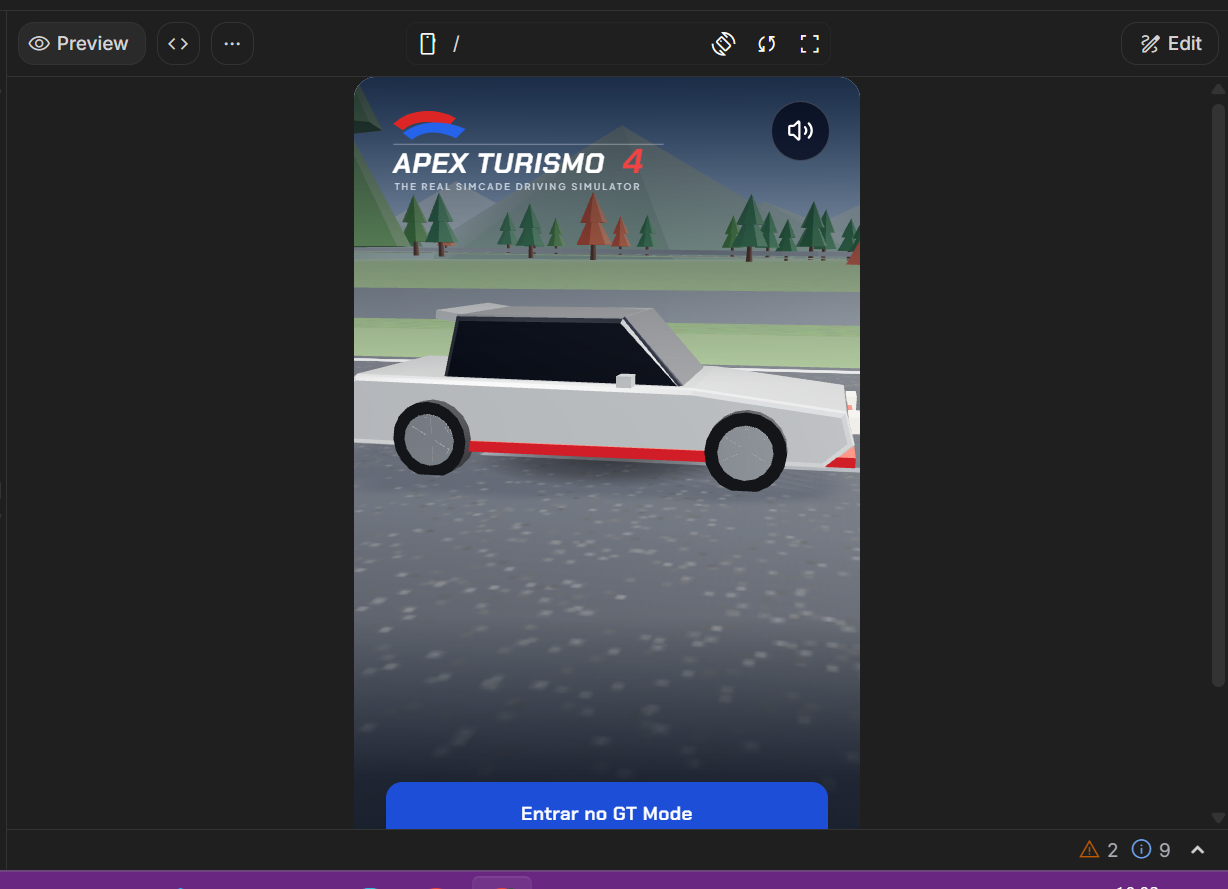 Preview
/
Edit
APEX TURISMO 4
THE REAL SIMCADE DRIVING SIMULATOR
Entrar no GT Mode
2
9